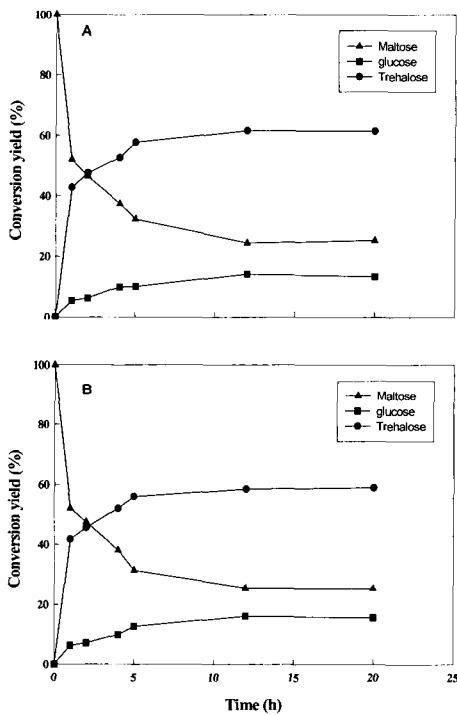 A
Maltose
glucose
Trehalose
100
80
60
40
20
0
Conversion yield (%)
B
Maltose
glucose
Trehalose
100
80
60
40
20
0
Conversion yield (%)
0 5 10 15 20 25
Time (h)